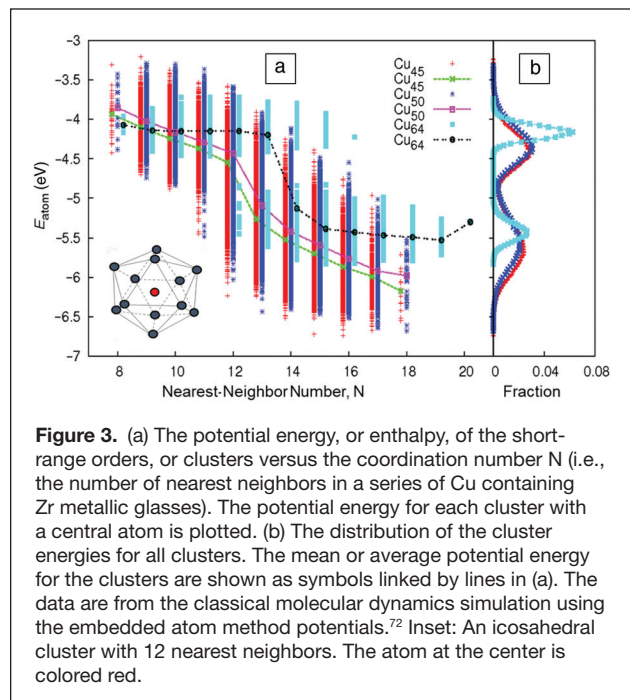 -3
-3.5
-4
-4.5
-5
-5.5
-6
-6.5
-7
E_atom (eV)
a
Cu45
Cu45
Cu50
Cu50
Cu64
Cu64
b
8 10 12 14 16 18 20
0 0.04 0.08
Nearest-Neighbor Number, N
Fraction
Figure 3. (a) The potential energy, or enthalpy, of the short-
range orders, or clusters versus the coordination number N (i.e.,
the number of nearest neighbors in a series of Cu containing
Zr metallic glasses). The potential energy for each cluster with
a central atom is plotted. (b) The distribution of the cluster
energies for all clusters. The mean or average potential energy
for the clusters are shown as symbols linked by lines in (a). The
data are from the classical molecular dynamics simulation using
the embedded atom method potentials.72 Inset: An icosahedral
cluster with 12 nearest neighbors. The atom at the center is
colored red.